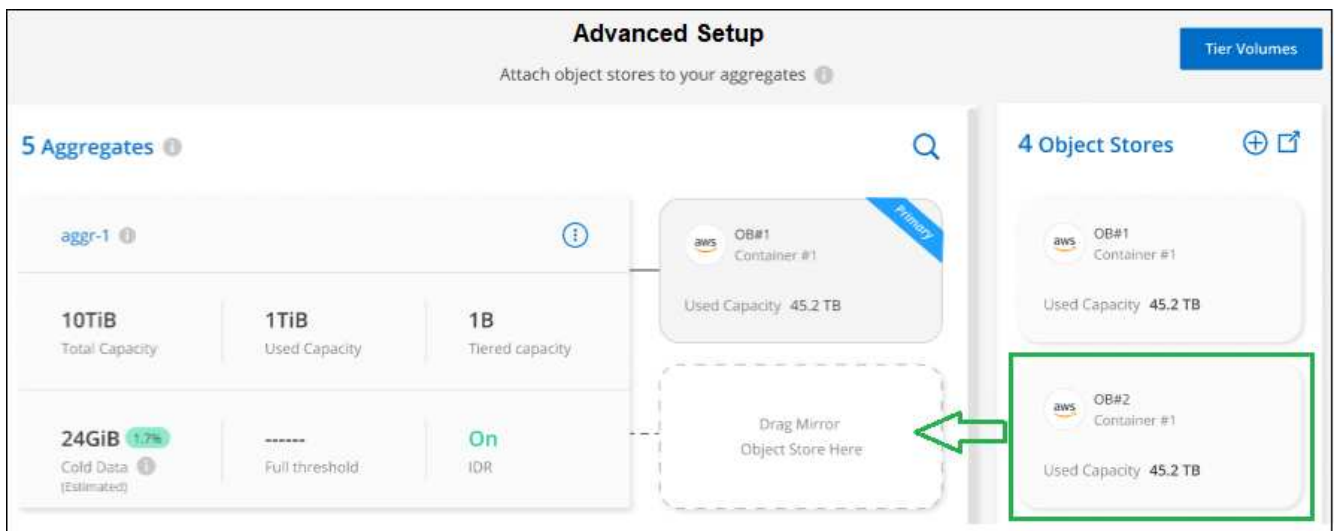 Advanced Setup
Tier Volumes
Attach object stores to your aggregates
5 Aggregates
aggr-1
10TiB
Total Capacity
1TiB
Used Capacity
1B
Tiered capacity
24GiB 1.7%
Cold Data
(Estimated)
------
Full threshold
On
IDR
Primary
aws
OB#1
Container #1
Used Capacity 45.2 TB
Drag Mirror
Object Store Here
4 Object Stores
aws
OB#1
Container #1
Used Capacity 45.2 TB
aws
OB#2
Container #1
Used Capacity 45.2 TB